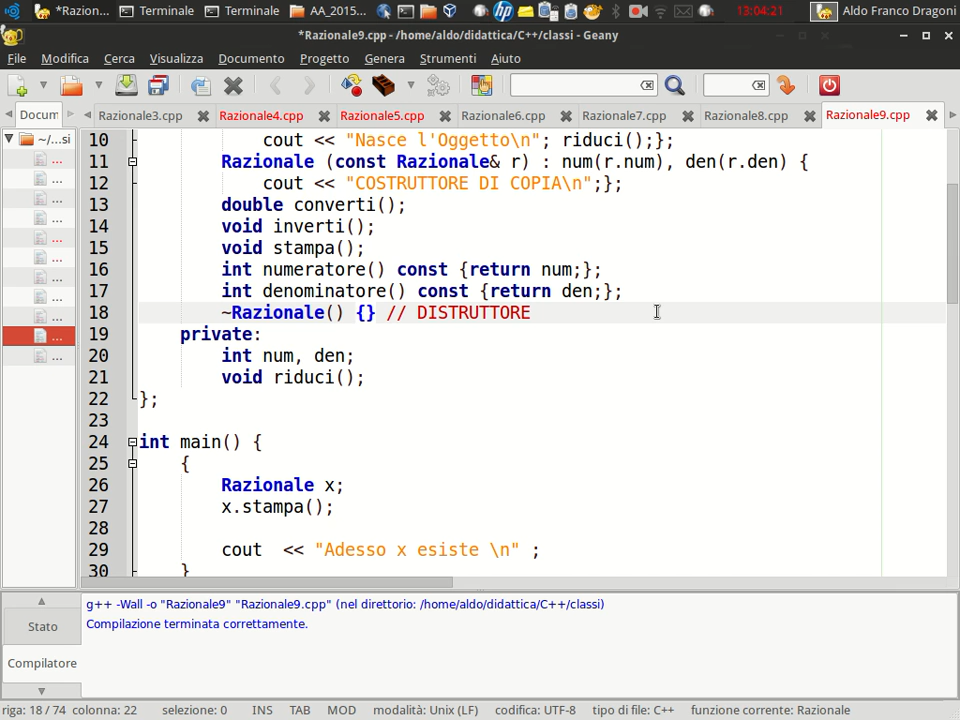 *Razion...
Terminale
Terminale
AA_2015...
13:04:21
Aldo Franco Dragoni
*Razionale9.cpp - /home/aldo/didattica/C++/classi - Geany
File Modifica Cerca Visualizza Documento Progetto Genera Strumenti Aiuto
Docum
Razionale3.cpp Razionale4.cpp Razionale5.cpp Razionale6.cpp Razionale7.cpp Razionale8.cpp Razionale9.cpp
~/...si
...
...
...
...
...
...
...
...
...
...
10 cout << "Nasce l'Oggetto\n"; riduci();};
11 Razionale (const Razionale& r) : num(r.num), den(r.den) {
12 cout << "COSTRUTTORE DI COPIA\n";};
13 double converti();
14 void inverti();
15 void stampa();
16 int numeratore() const {return num;};
17 int denominatore() const {return den;};
18 ~Razionale() {} // DISTRUTTORE
19 private:
20 int num, den;
21 void riduci();
22 };
23
24 int main() {
25 {
26 Razionale x;
27 x.stampa();
28
29 cout << "Adesso x esiste \n" ;
30 }
Stato
Compilatore
g++ -Wall -o "Razionale9" "Razionale9.cpp" (nel direttorio: /home/aldo/didattica/C++/classi)
Compilazione terminata correttamente.
riga: 18 / 74 colonna: 22 selezione: 0 INS TAB MOD modalità: Unix (LF) codifica: UTF-8 tipo di file: C++ funzione corrente: Razionale